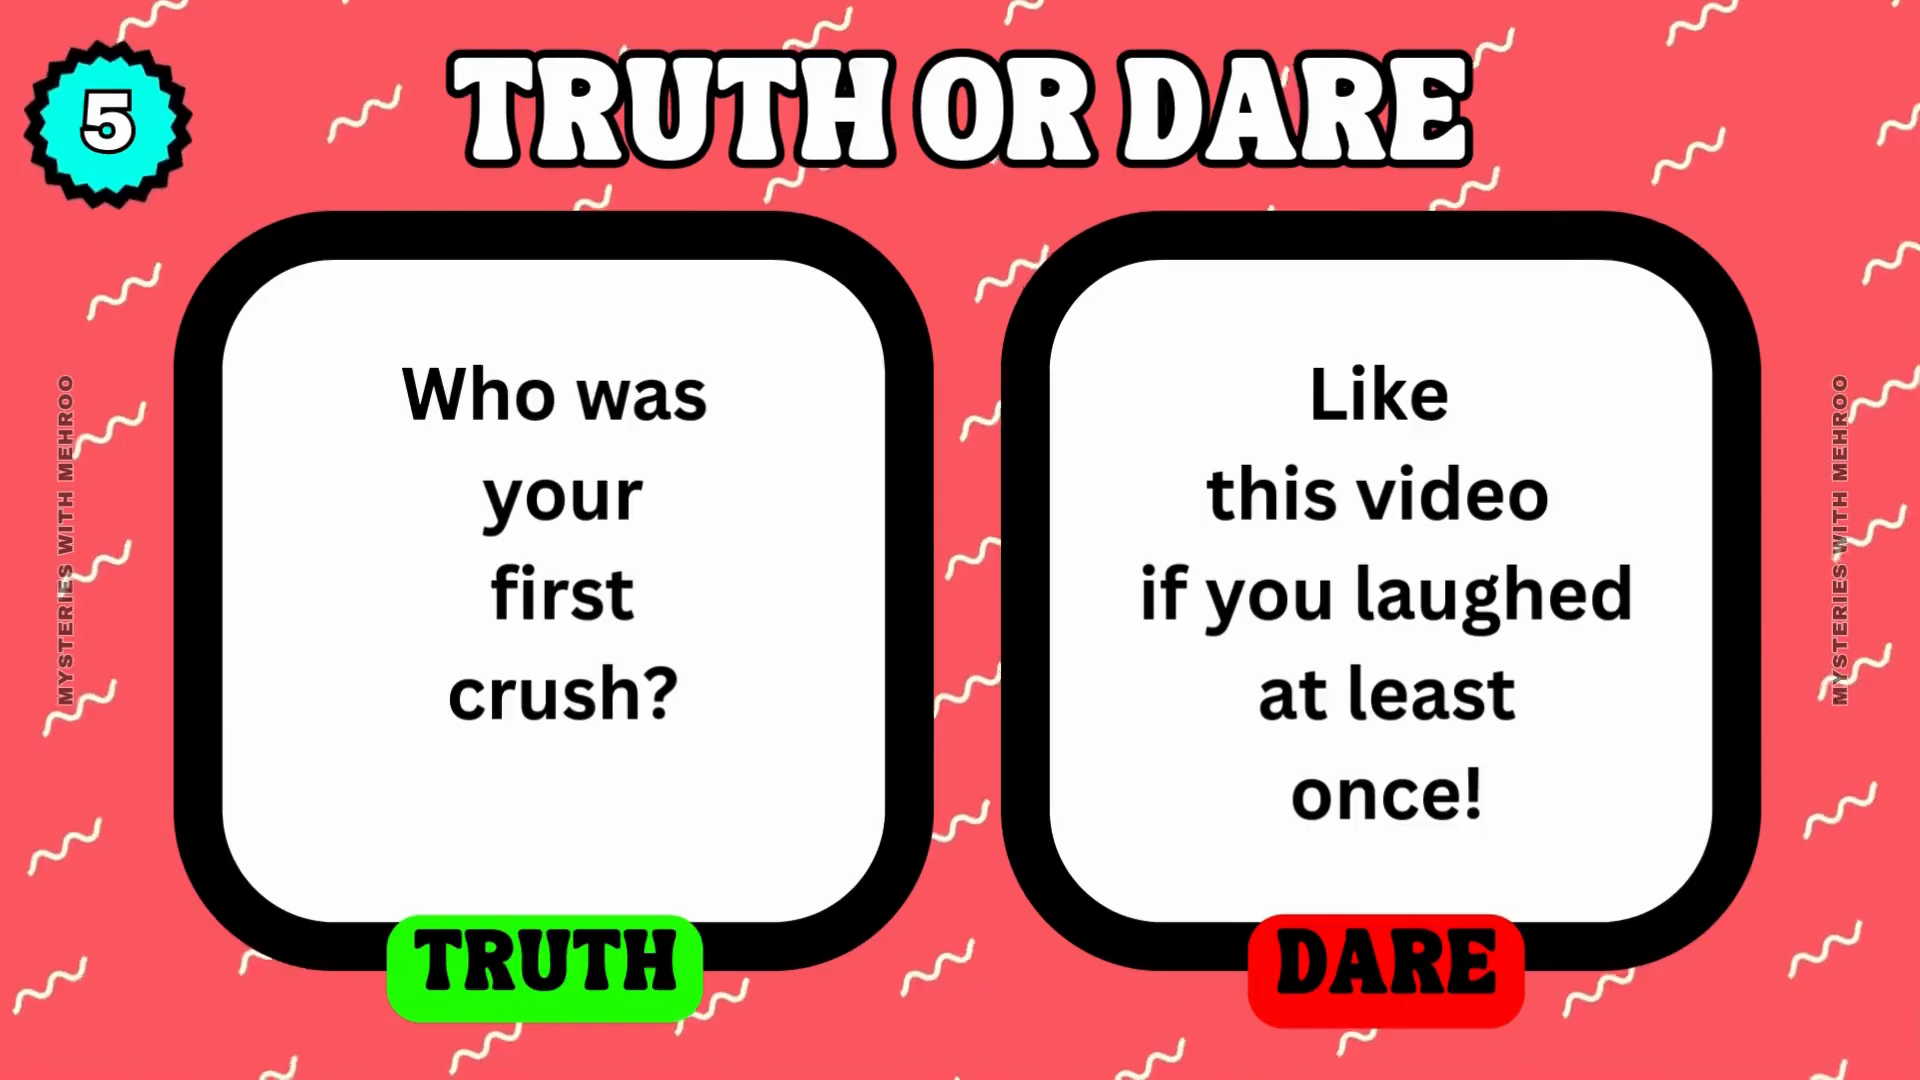 TRUTH OR DARE
5
Who was
your
first
crush?
TRUTH
Like
this video
if you laughed
at least
once!
DARE
MYSTERIES WITH MEHROO
MYSTERIES WITH MEHROO